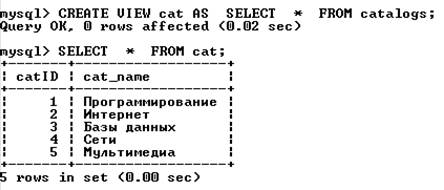 mysql> CREATE VIEW cat AS  SELECT  *  FROM catalogs;
Query OK, 0 rows affected (0.02 sec)
mysql> SELECT  *  FROM cat;
+-------+------------------+
| catID | cat_name         |
+-------+------------------+
|     1 | Программирование |
|     2 | Интернет         |
|     3 | Базы данных      |
|     4 | Сети             |
|     5 | Мультимедиа      |
+-------+------------------+
5 rows in set (0.00 sec)